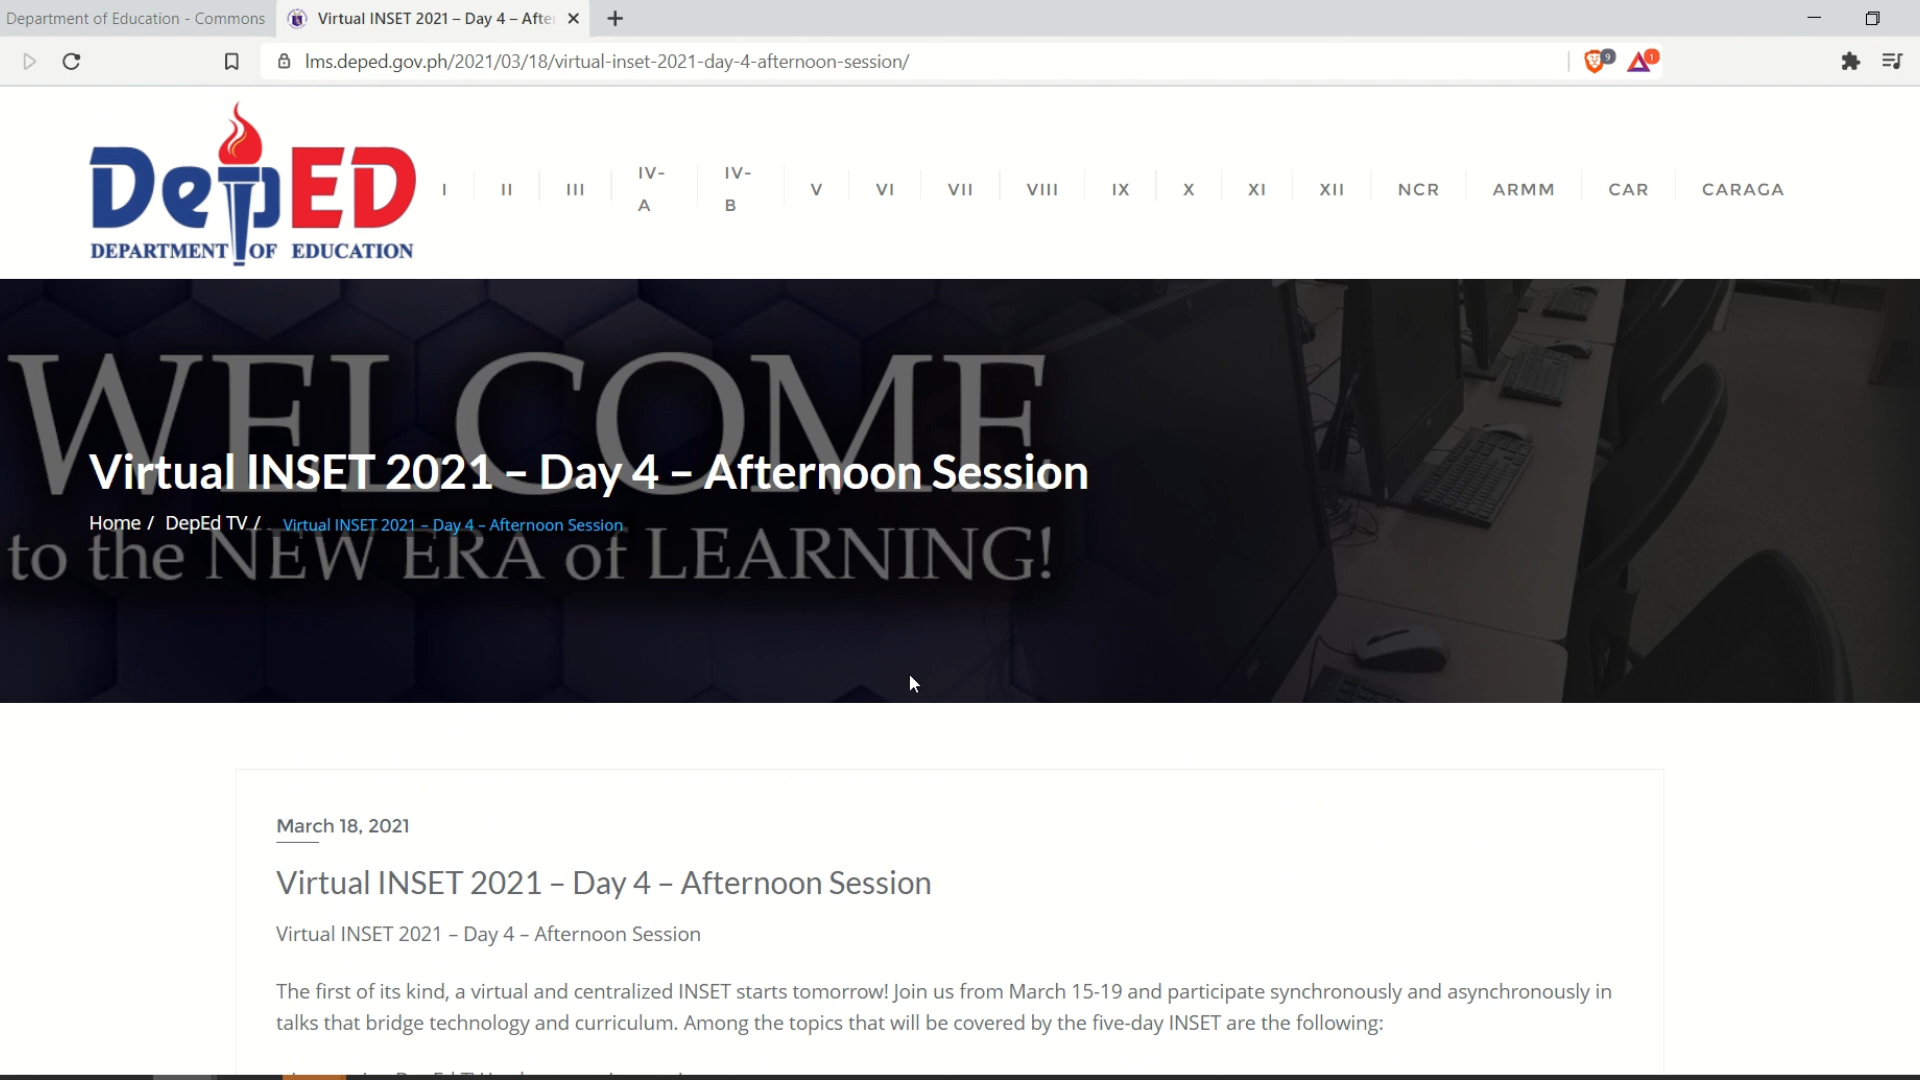 Department of Education - Commons
Virtual INSET 2021 – Day 4 – After
lms.deped.gov.ph/2021/03/18/virtual-inset-2021-day-4-afternoon-session/
9
1
DepED
DEPARTMENT OF EDUCATION
I
II
III
IV-
A
IV-
B
V
VI
VII
VIII
IX
X
XI
XII
NCR
ARMM
CAR
CARAGA
WELCOME
Virtual INSET 2021 – Day 4 – Afternoon Session
Home / DepEd TV / Virtual INSET 2021 – Day 4 – Afternoon Session
to the NEW ERA of LEARNING!
March 18, 2021
Virtual INSET 2021 – Day 4 – Afternoon Session
Virtual INSET 2021 – Day 4 – Afternoon Session
The first of its kind, a virtual and centralized INSET starts tomorrow! Join us from March 15-19 and participate synchronously and asynchronously in
talks that bridge technology and curriculum. Among the topics that will be covered by the five-day INSET are the following: